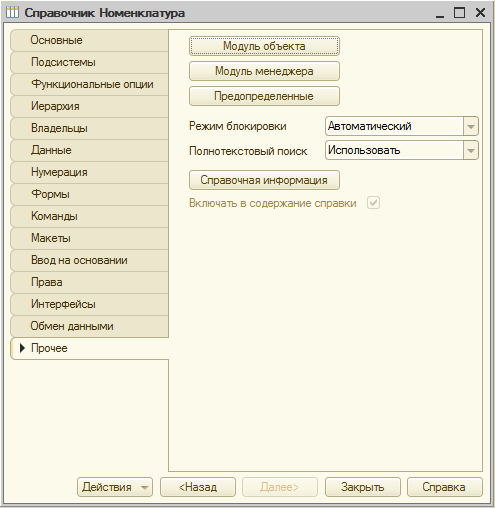 Справочник Номенклатура
Основные
Подсистемы
Функциональные опции
Иерархия
Владельцы
Данные
Нумерация
Формы
Команды
Макеты
Ввод на основании
Права
Интерфейсы
Обмен данными
Прочее
Модуль объекта
Модуль менеджера
Предопределенные
Режим блокировки Автоматический
Полнотекстовый поиск Использовать
Справочная информация
Включать в содержание справки
Действия <Назад Далее> Закрыть Справка